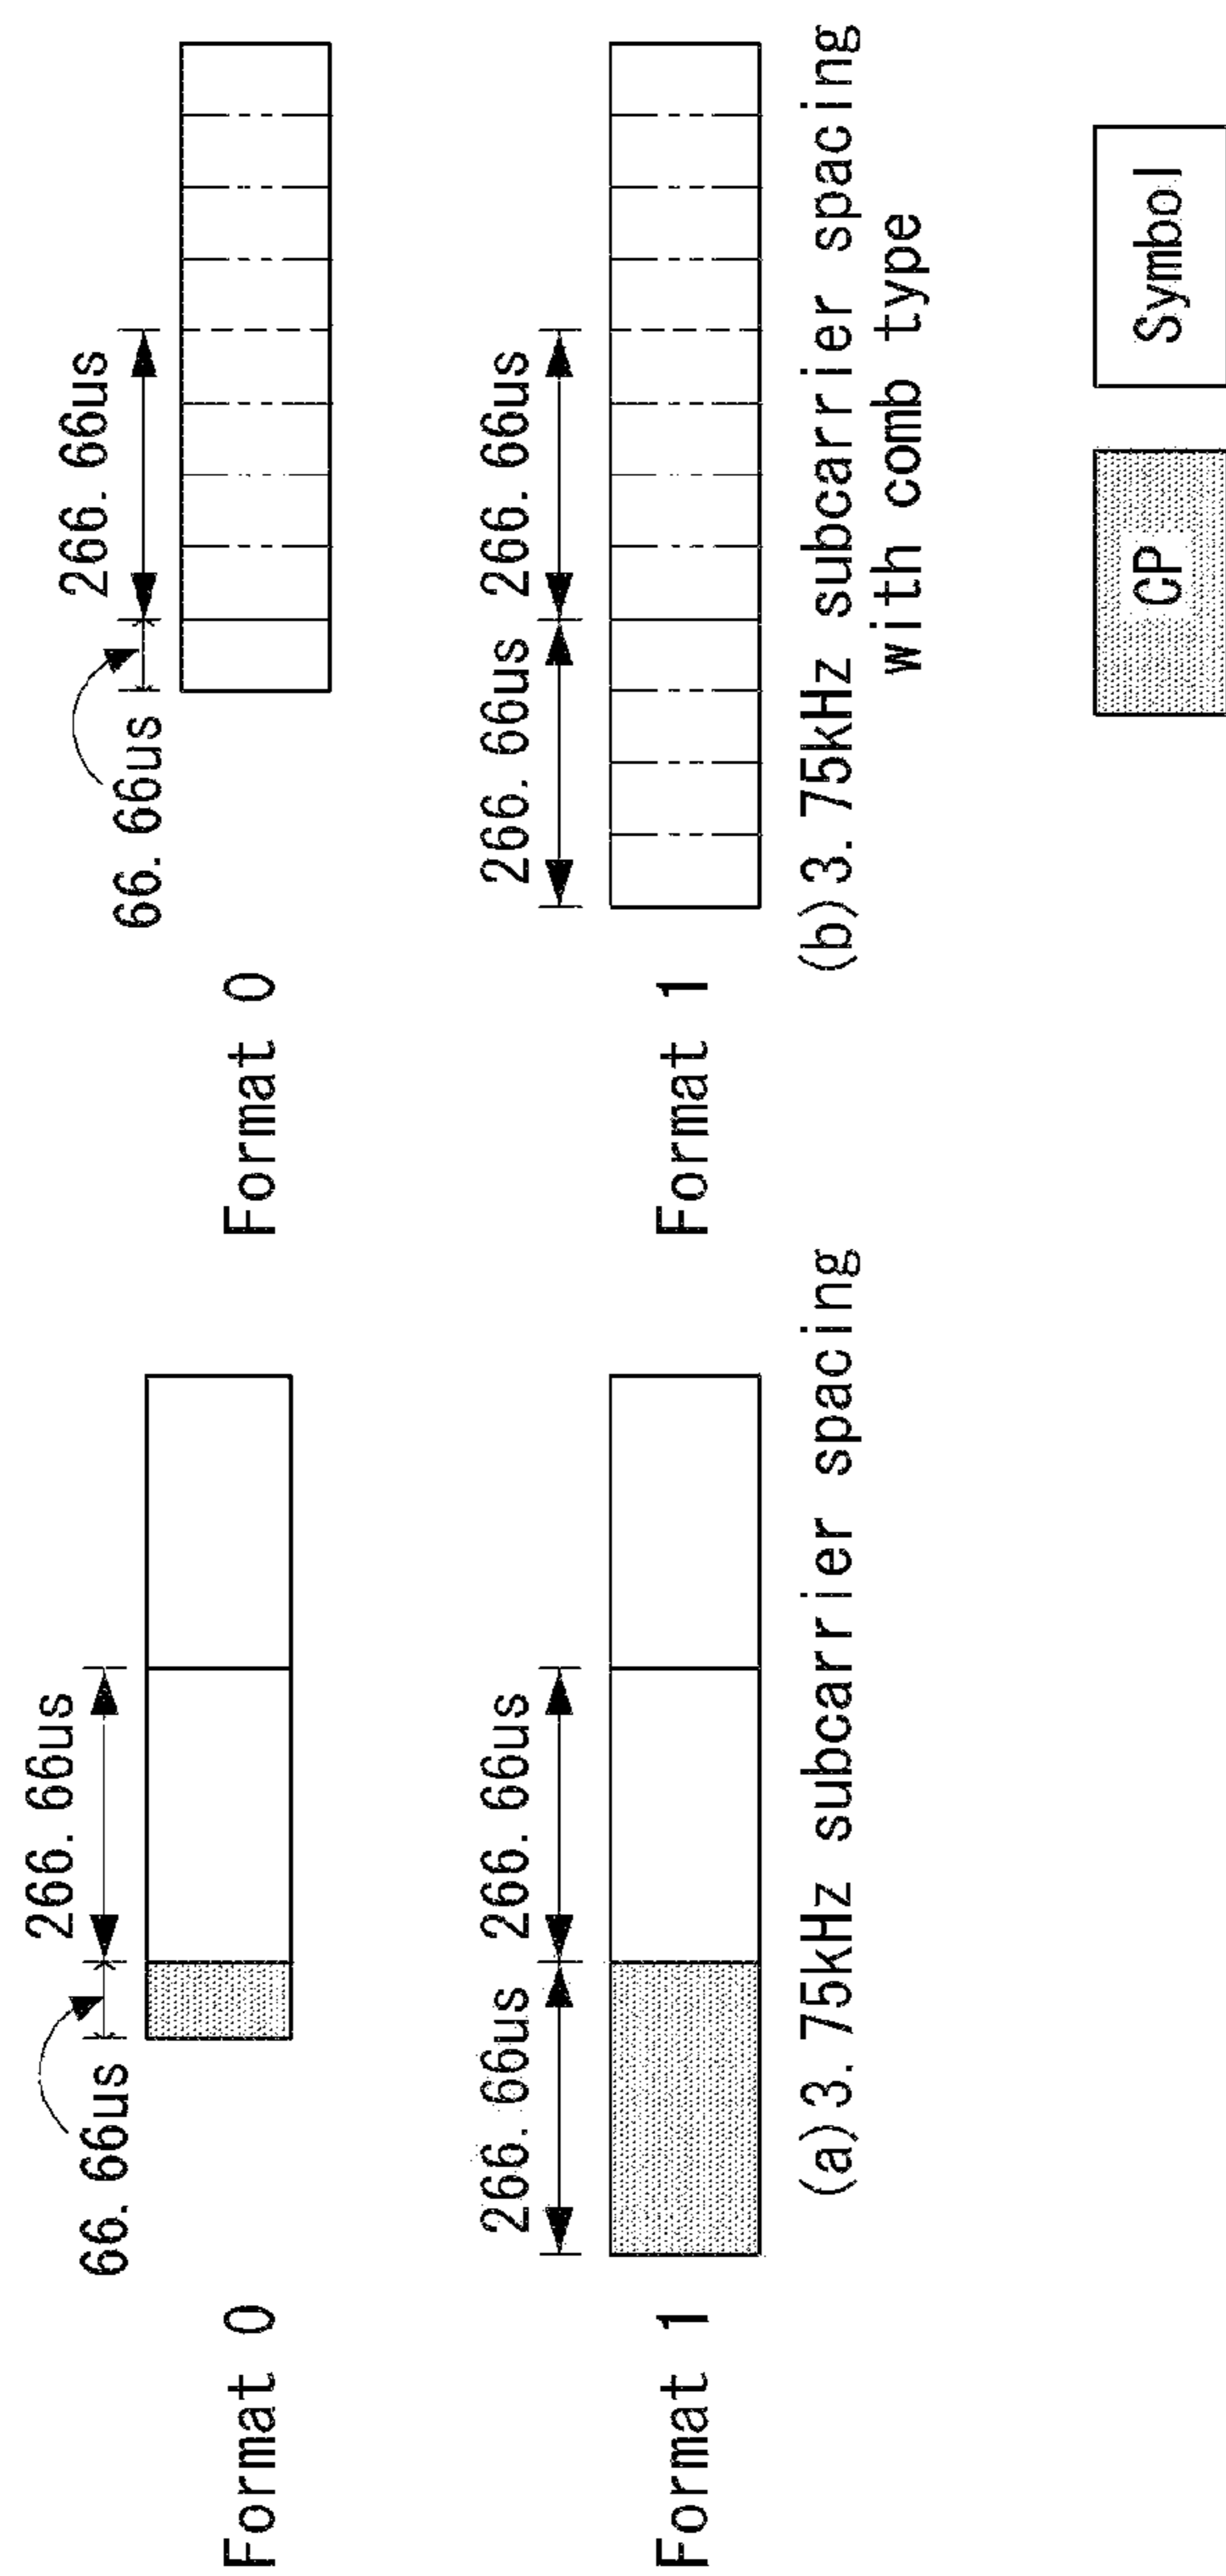 66. 66us
266. 66us
Format 0
266. 66us
266. 66us
Format 1
(a) 3. 75kHz subcarrier spacing
66. 66us
266. 66us
Format 0
266. 66us
266. 66us
Format 1
(b) 3. 75kHz subcarrier spacing
with comb type
CP
Symbol